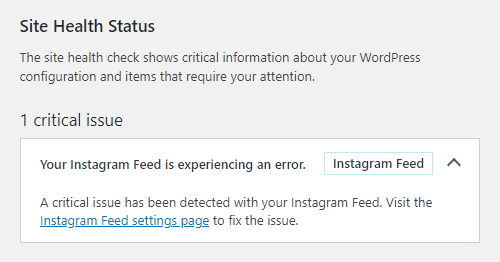 Site Health Status
The site health check shows critical information about your WordPress
configuration and items that require your attention.
1 critical issue
Your Instagram Feed is experiencing an error. Instagram Feed
A critical issue has been detected with your Instagram Feed. Visit the
Instagram Feed settings page to fix the issue.